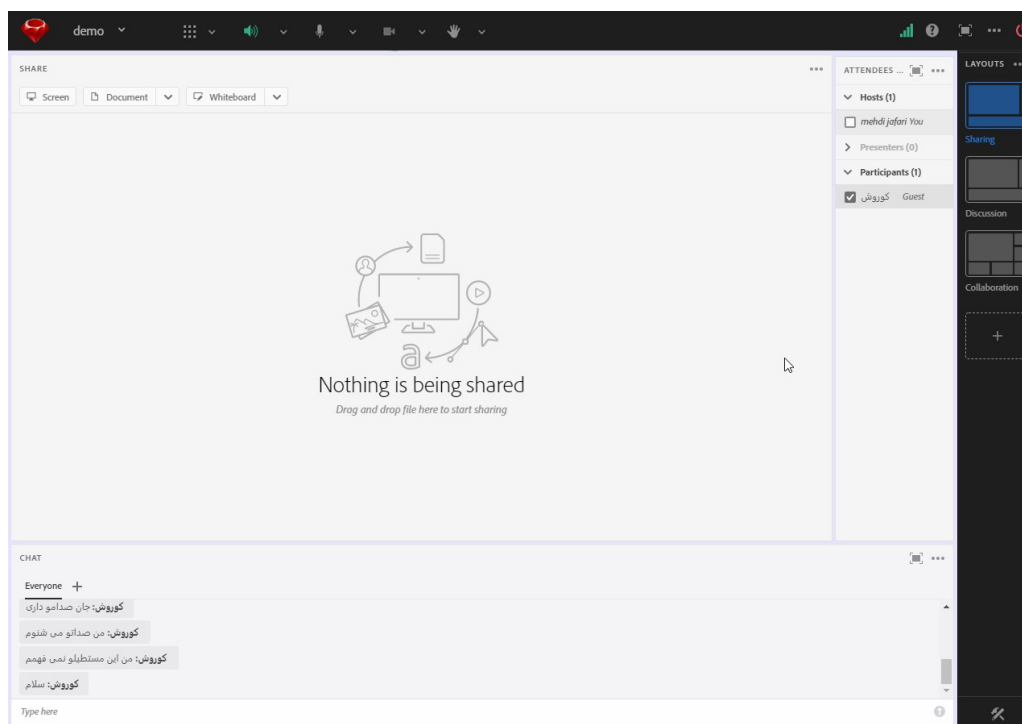 demo
SHARE
Screen
Document
Whiteboard
Nothing is being shared
Drag and drop file here to start sharing
ATTENDEES ...
Hosts (1)
mehdi jafari You
Presenters (0)
Participants (1)
کوروش Guest
LAYOUTS
Sharing
Discussion
Collaboration
CHAT
Everyone
کوروش: جان صدامو داری
کوروش: من صداتو می شنوم
کوروش: من این مستطیلو نمی فهمم
کوروش: سلام
Type here